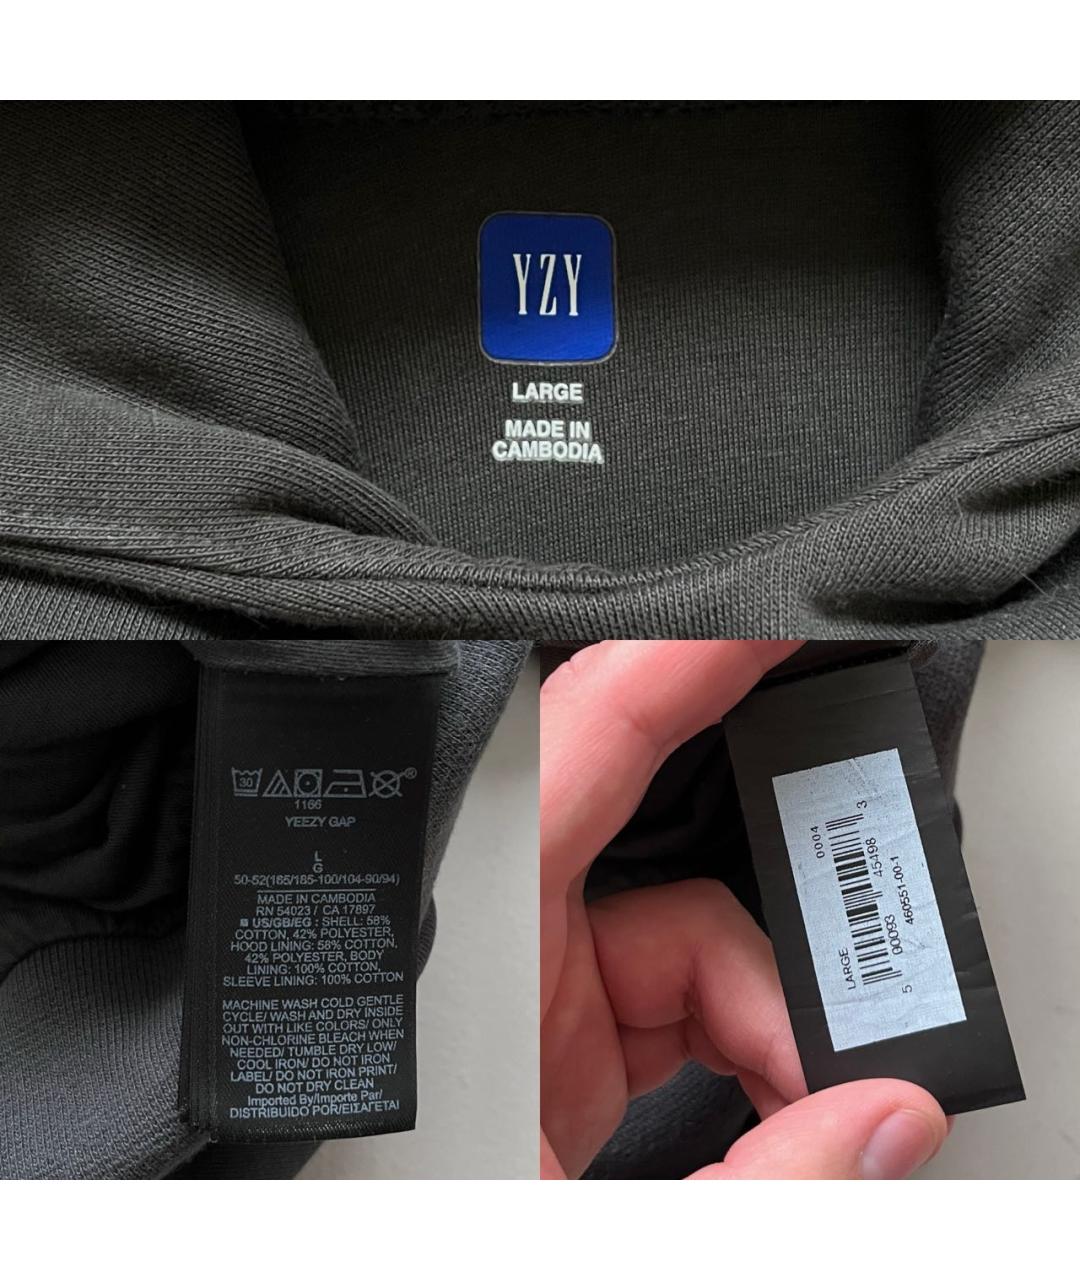 YZY
LARGE
MADE IN
CAMBODIA
30
1166
YEEZY GAP
L
G
50-52(165/185-100/104-90/94)
MADE IN CAMBODIA
RN 54023 / CA 17897
US/GB/EG : SHELL: 58%
COTTON, 42% POLYESTER,
HOOD LINING: 58% COTTON,
42% POLYESTER, BODY
LINING: 100% COTTON,
SLEEVE LINING: 100% COTTON
MACHINE WASH COLD GENTLE
CYCLE/ WASH AND DRY INSIDE
OUT WITH LIKE COLORS/ ONLY
NON-CHLORINE BLEACH WHEN
NEEDED/ TUMBLE DRY LOW/
COOL IRON/ DO NOT IRON
LABEL/ DO NOT IRON PRINT/
DO NOT DRY CLEAN
Imported By/Importe Par/
DISTRIBUIDO POR/ΕΙΣΑΓΕΤΑΙ
0004
LARGE
5 00093 45498 3
460551-00-1